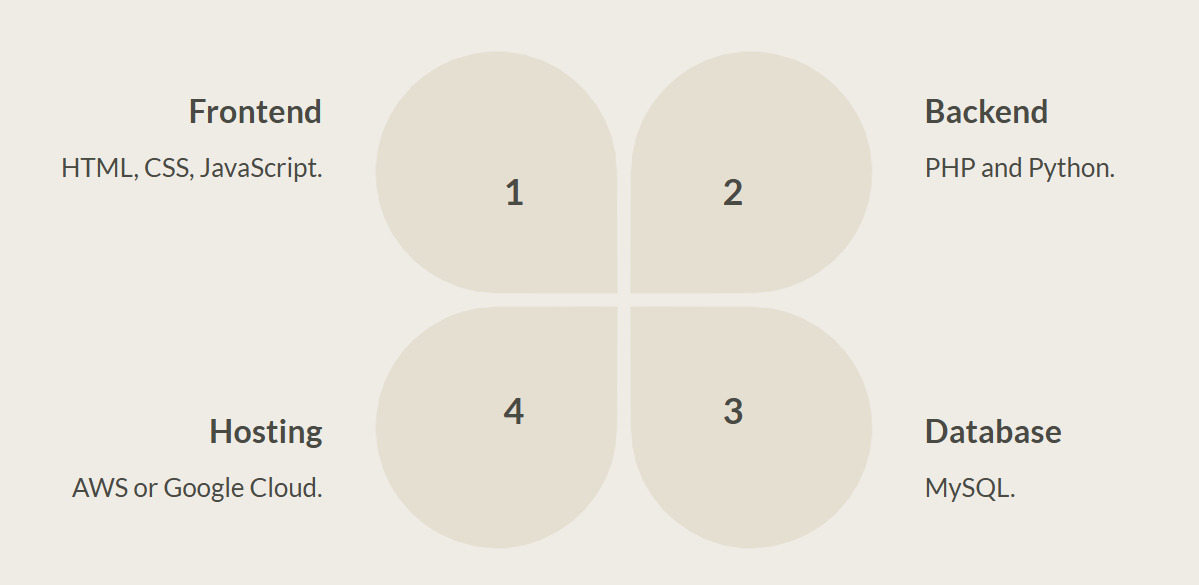 Frontend
HTML, CSS, JavaScript.
1
2
Backend
PHP and Python.
Hosting
AWS or Google Cloud.
4
3
Database
MySQL.